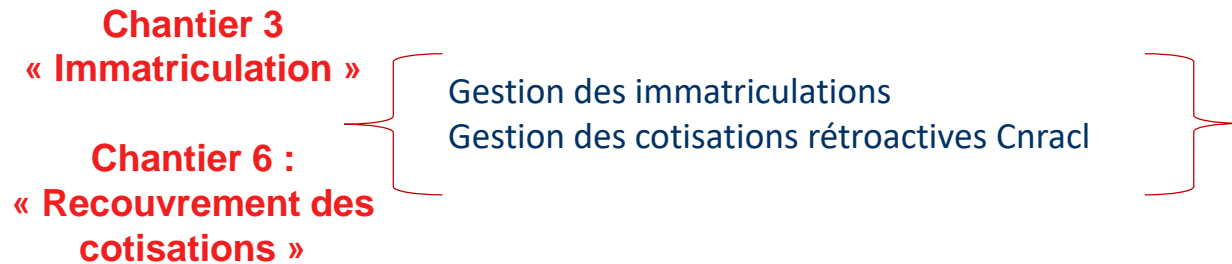 Chantier 3
« Immatriculation »
Chantier 6 :
« Recouvrement des
cotisations »
Gestion des immatriculations
Gestion des cotisations rétroactives Cnracl